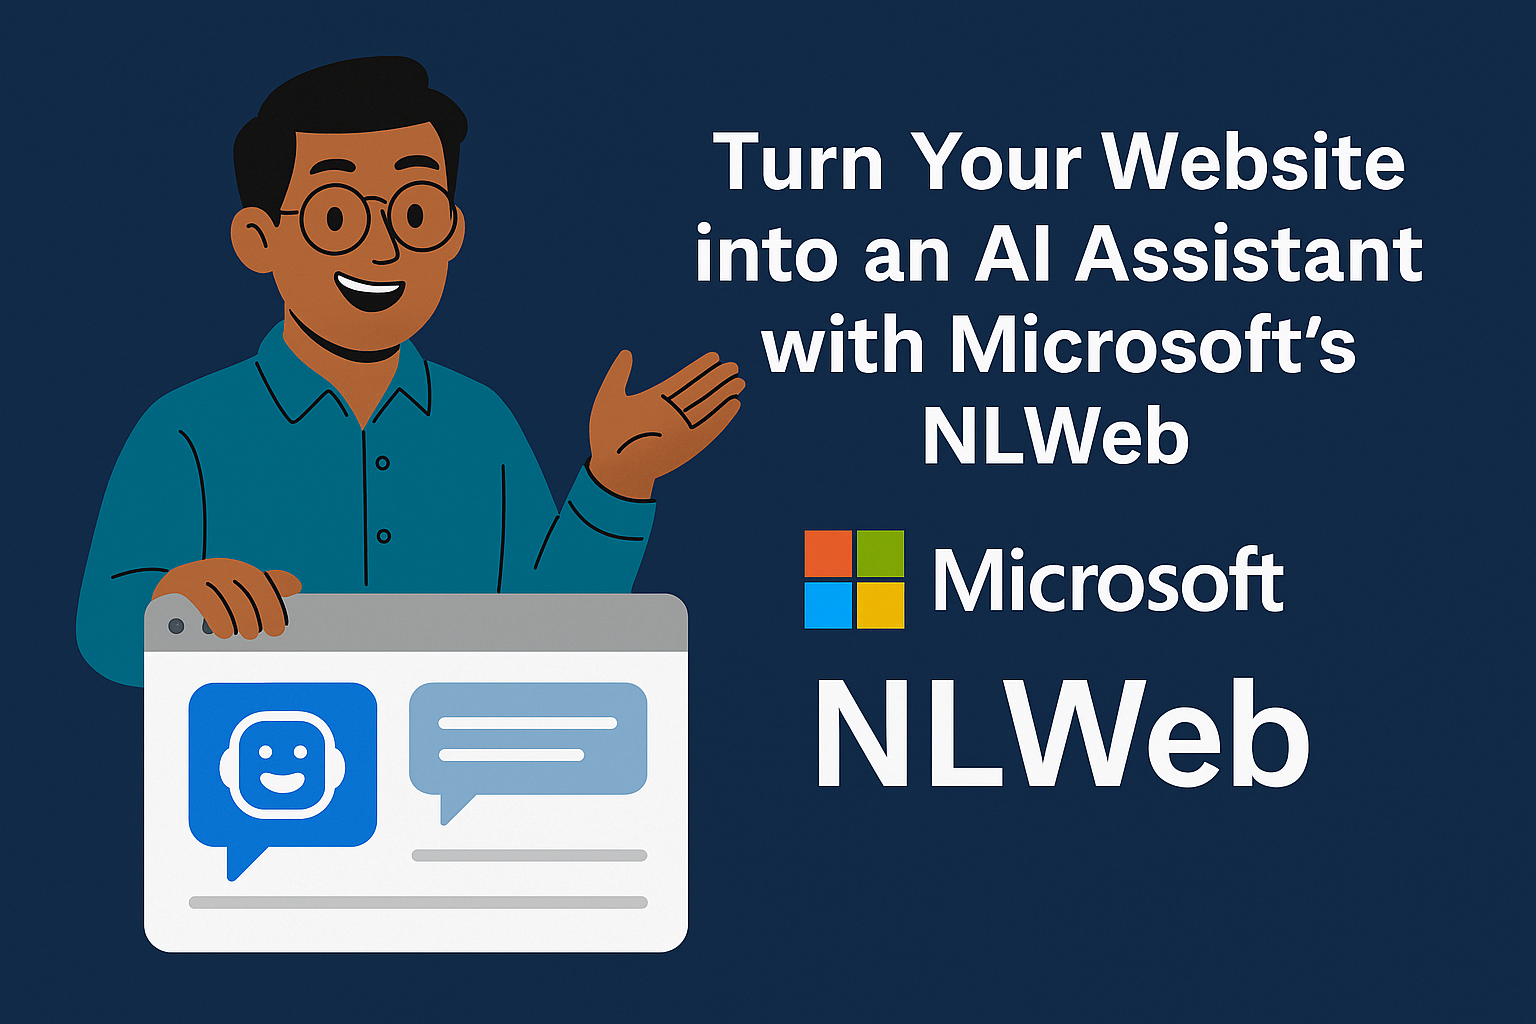 Turn Your Website
into an AI Assistant
with Microsoft’s
NLWeb
Microsoft
NLWeb